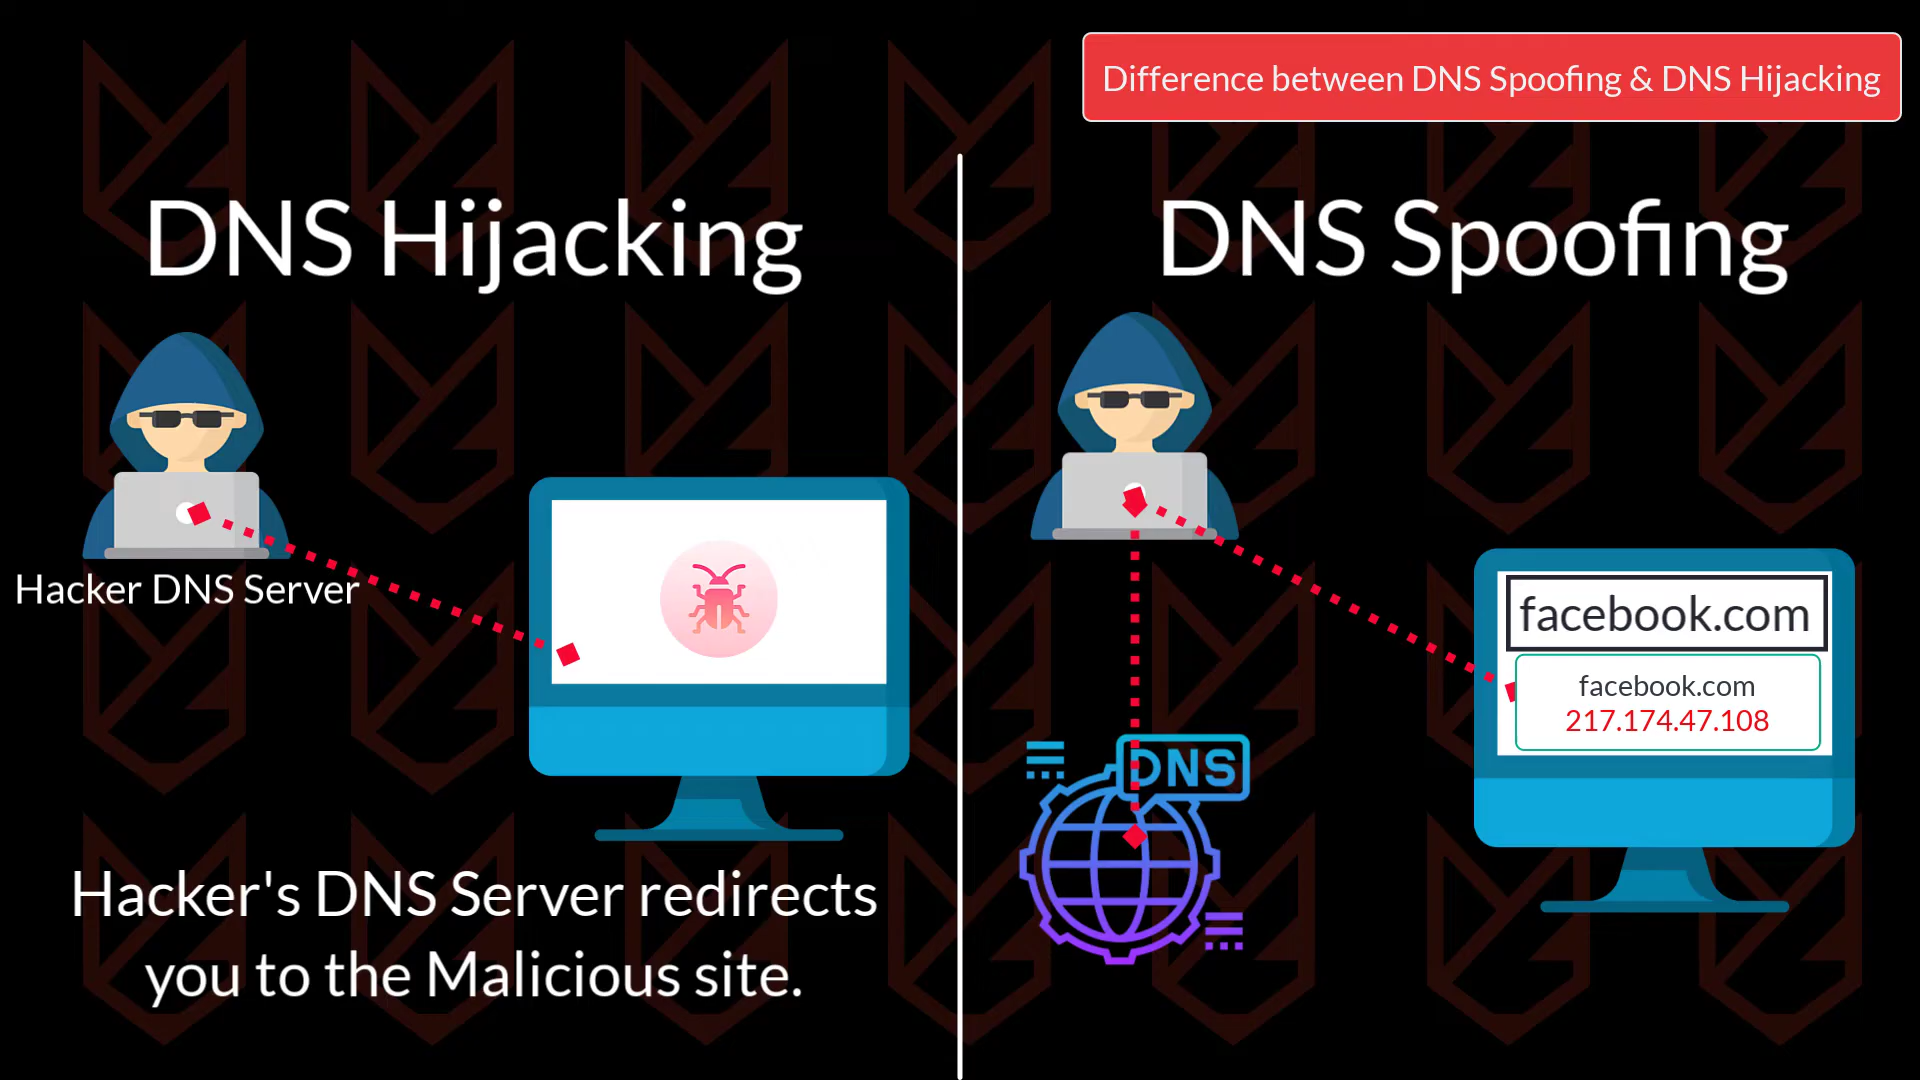 Difference between DNS Spoofing & DNS Hijacking
DNS Hijacking
Hacker DNS Server
Hacker's DNS Server redirects
you to the Malicious site.
DNS Spoofing
facebook.com
facebook.com
217.174.47.108
DNS